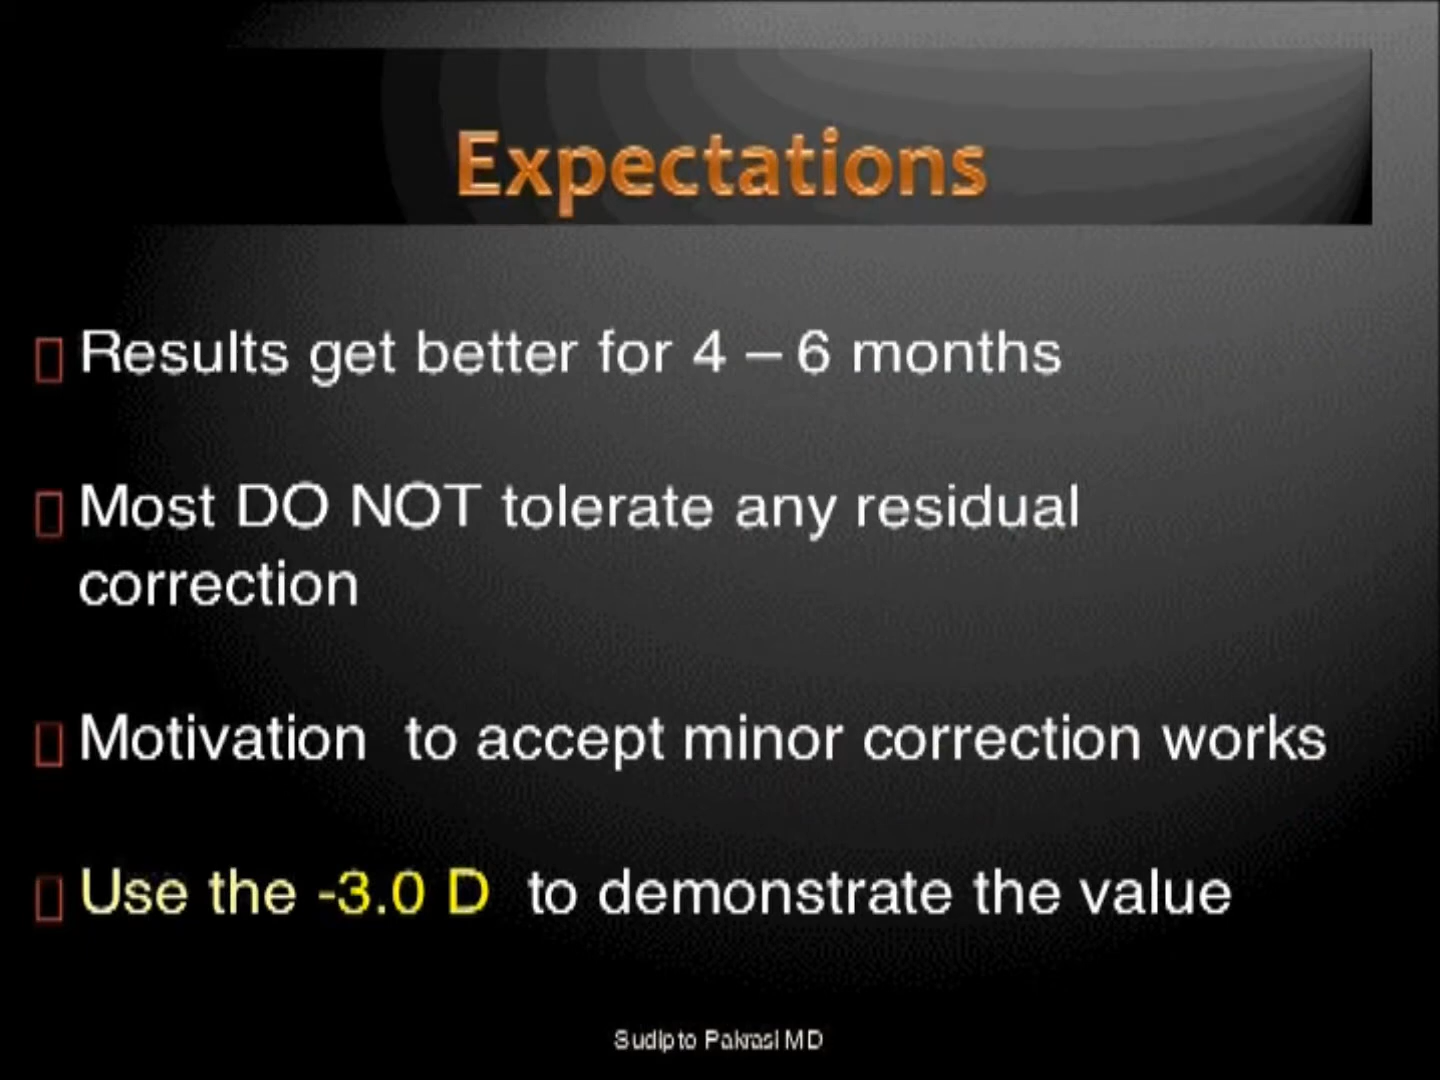 Expectations
Results get better for 4 – 6 months
Most DO NOT tolerate any residual
correction
Motivation to accept minor correction works
Use the -3.0 D to demonstrate the value
Sudipto Pakrasi MD